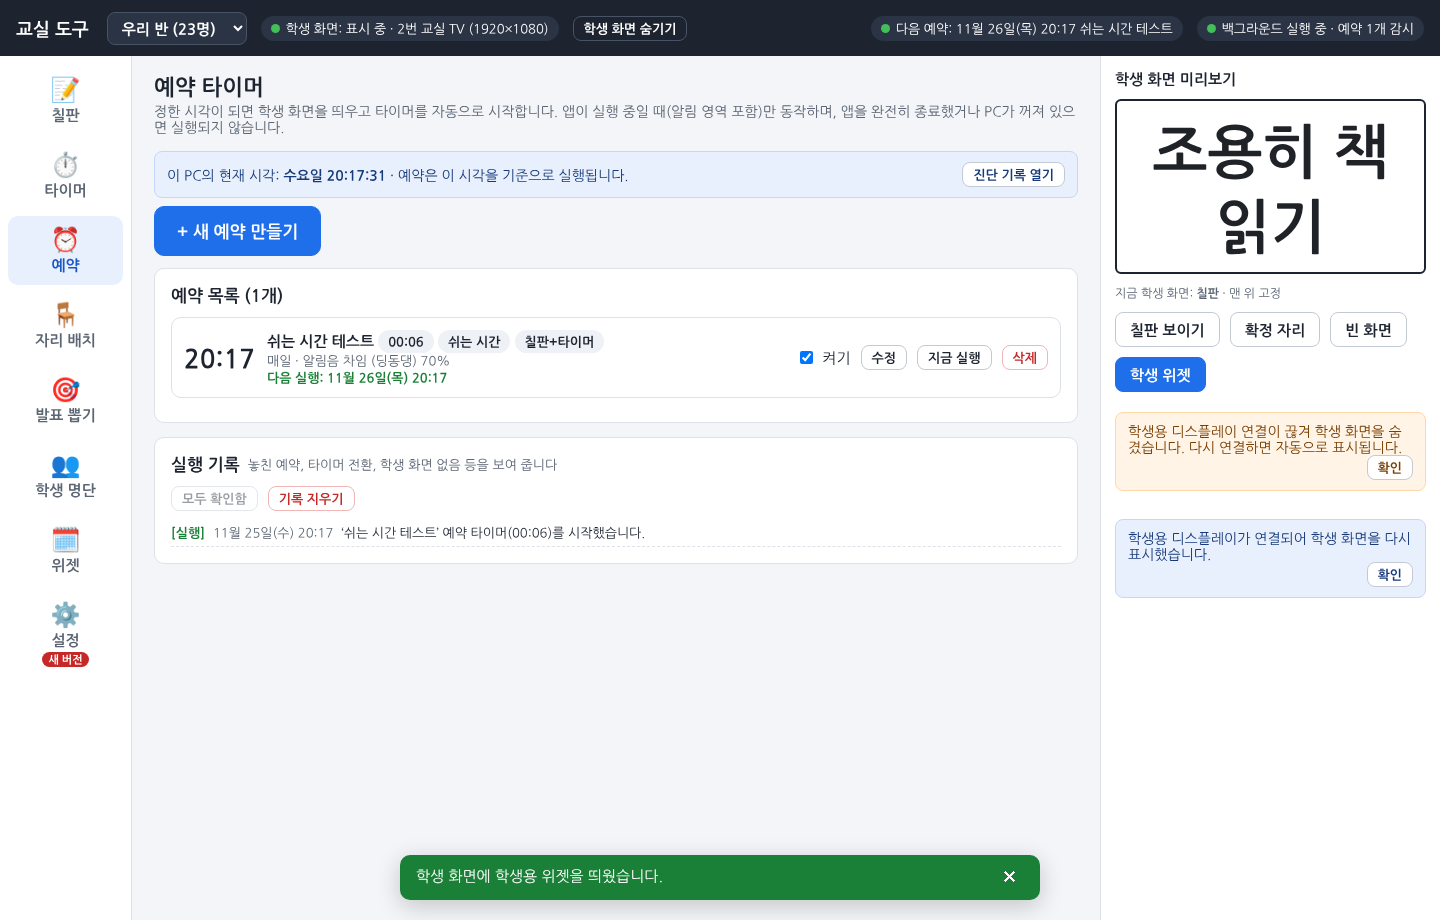 교실 도구
우리 반 (23명)
학생 화면: 표시 중 · 2번 교실 TV (1920×1080)
학생 화면 숨기기
다음 예약: 11월 26일(목) 20:17 쉬는 시간 테스트
백그라운드 실행 중 · 예약 1개 감시
칠판
타이머
예약
자리 배치
발표 뽑기
학생 명단
위젯
설정
새 버전
예약 타이머
정한 시각이 되면 학생 화면을 띄우고 타이머를 자동으로 시작합니다. 앱이 실행 중일 때(알림 영역 포함)만 동작하며, 앱을 완전히 종료했거나 PC가 꺼져 있으
면 실행되지 않습니다.
이 PC의 현재 시각: 수요일 20:17:31 · 예약은 이 시각을 기준으로 실행됩니다.
진단 기록 열기
+ 새 예약 만들기
예약 목록 (1개)
20:17
쉬는 시간 테스트 00:06 쉬는 시간 칠판+타이머
매일 · 알림음 차임 (딩동댕) 70%
다음 실행: 11월 26일(목) 20:17
켜기
수정
지금 실행
삭제
실행 기록 놓친 예약, 타이머 전환, 학생 화면 없음 등을 보여 줍니다
모두 확인함
기록 지우기
[실행] 11월 25일(수) 20:17 '쉬는 시간 테스트' 예약 타이머(00:06)를 시작했습니다.
학생 화면 미리보기
조용히 책
읽기
지금 학생 화면: 칠판 · 맨 위 고정
칠판 보이기
확정 자리
빈 화면
학생 위젯
학생용 디스플레이 연결이 끊겨 학생 화면을 숨
겼습니다. 다시 연결하면 자동으로 표시됩니다.
확인
학생용 디스플레이가 연결되어 학생 화면을 다시
표시했습니다.
확인
학생 화면에 학생용 위젯을 띄웠습니다.
✕